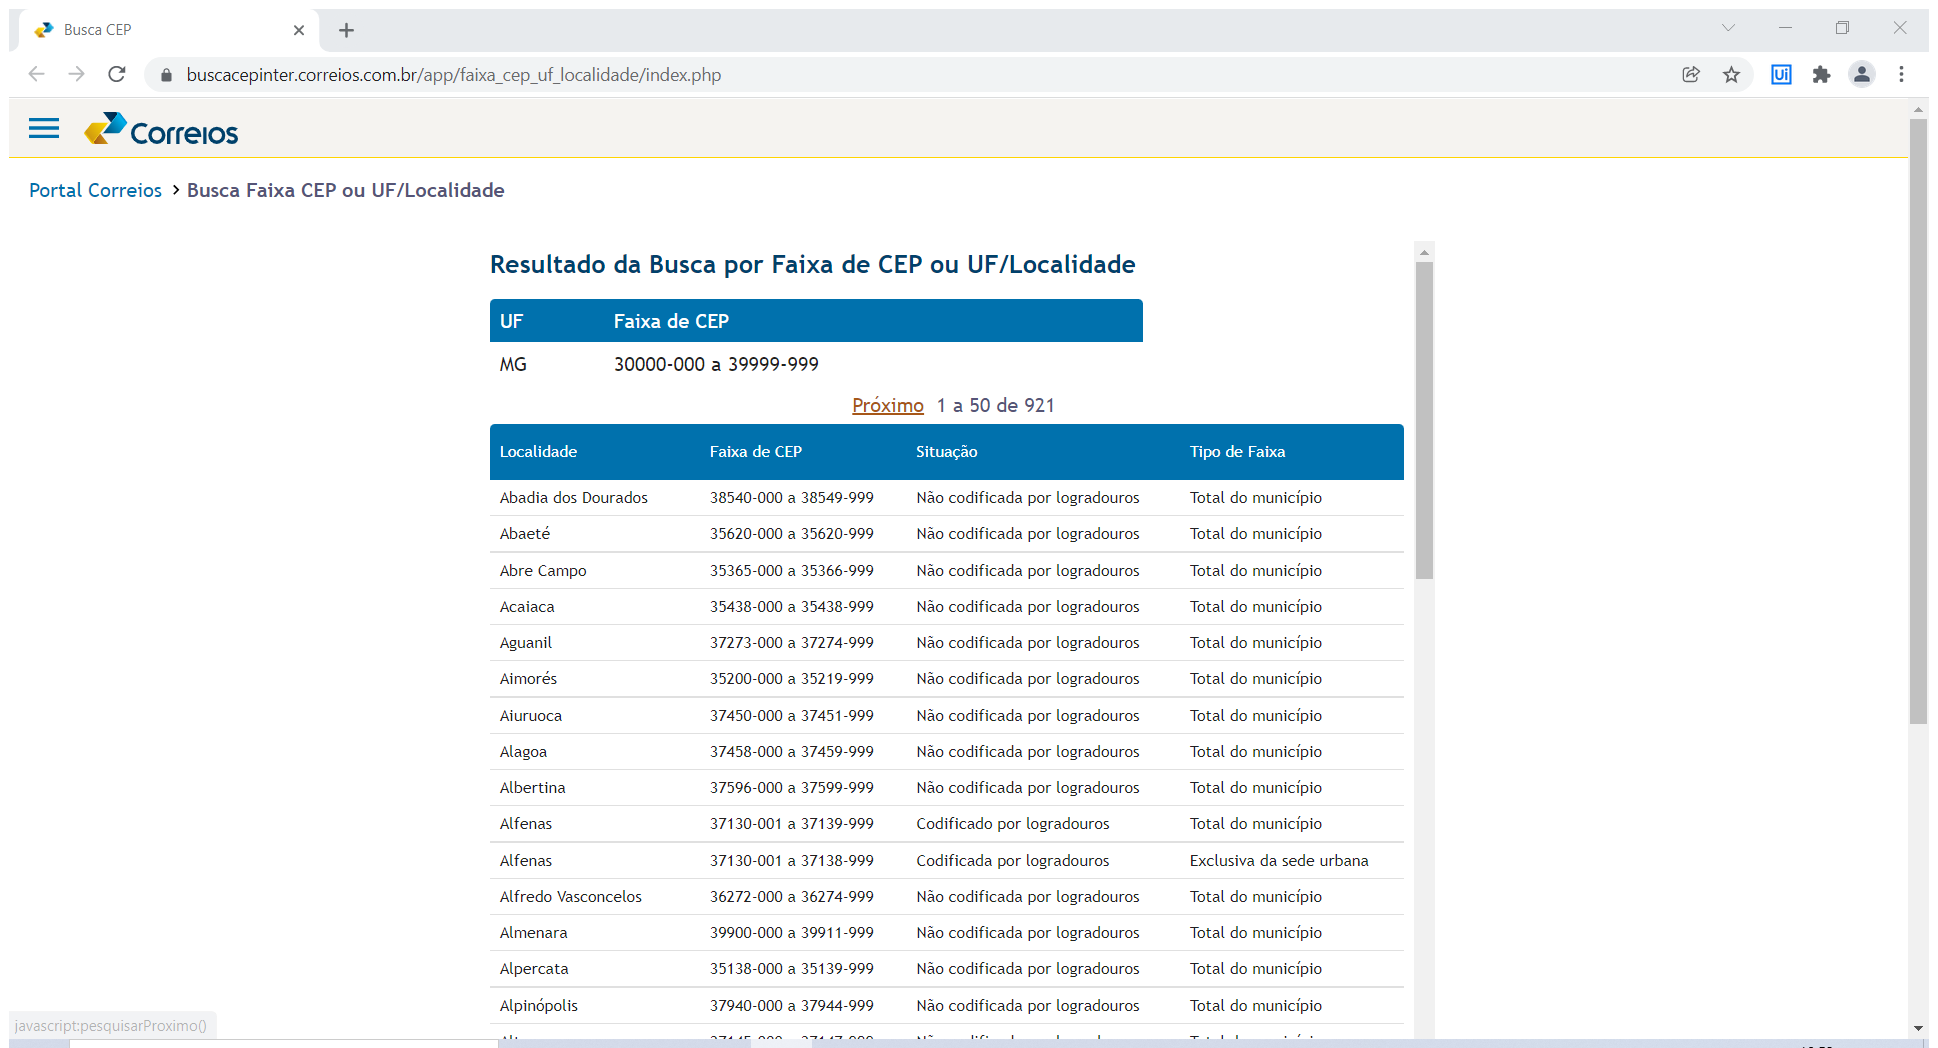 Busca CEP
buscacepinter.correios.com.br/app/faixa_cep_uf_localidade/index.php
Ui
Correios
Portal Correios > Busca Faixa CEP ou UF/Localidade
Resultado da Busca por Faixa de CEP ou UF/Localidade
UF Faixa de CEP
MG 30000-000 a 39999-999
Próximo 1 a 50 de 921
Localidade Faixa de CEP Situação Tipo de Faixa
Abadia dos Dourados 38540-000 a 38549-999 Não codificada por logradouros Total do município
Abaeté 35620-000 a 35620-999 Não codificada por logradouros Total do município
Abre Campo 35365-000 a 35366-999 Não codificada por logradouros Total do município
Acaiaca 35438-000 a 35438-999 Não codificada por logradouros Total do município
Aguanil 37273-000 a 37274-999 Não codificada por logradouros Total do município
Aimorés 35200-000 a 35219-999 Não codificada por logradouros Total do município
Aiuruoca 37450-000 a 37451-999 Não codificada por logradouros Total do município
Alagoa 37458-000 a 37459-999 Não codificada por logradouros Total do município
Albertina 37596-000 a 37599-999 Não codificada por logradouros Total do município
Alfenas 37130-001 a 37139-999 Codificado por logradouros Total do município
Alfenas 37130-001 a 37138-999 Codificada por logradouros Exclusiva da sede urbana
Alfredo Vasconcelos 36272-000 a 36274-999 Não codificada por logradouros Total do município
Almenara 39900-000 a 39911-999 Não codificada por logradouros Total do município
Alpercata 35138-000 a 35139-999 Não codificada por logradouros Total do município
Alpinópolis 37940-000 a 37944-999 Não codificada por logradouros Total do município
javascript:pesquisarProximo()